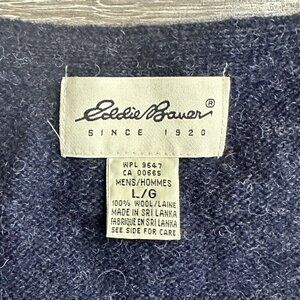 Eddie Bauer®
SINCE 1920
WPL 9647
CA 00665
MENS/HOMMES
L/G
100% WOOL/LAINE
MADE IN SRI LANKA
FABRIQUE EN SRI LANKA
SEE SIDE FOR CARE